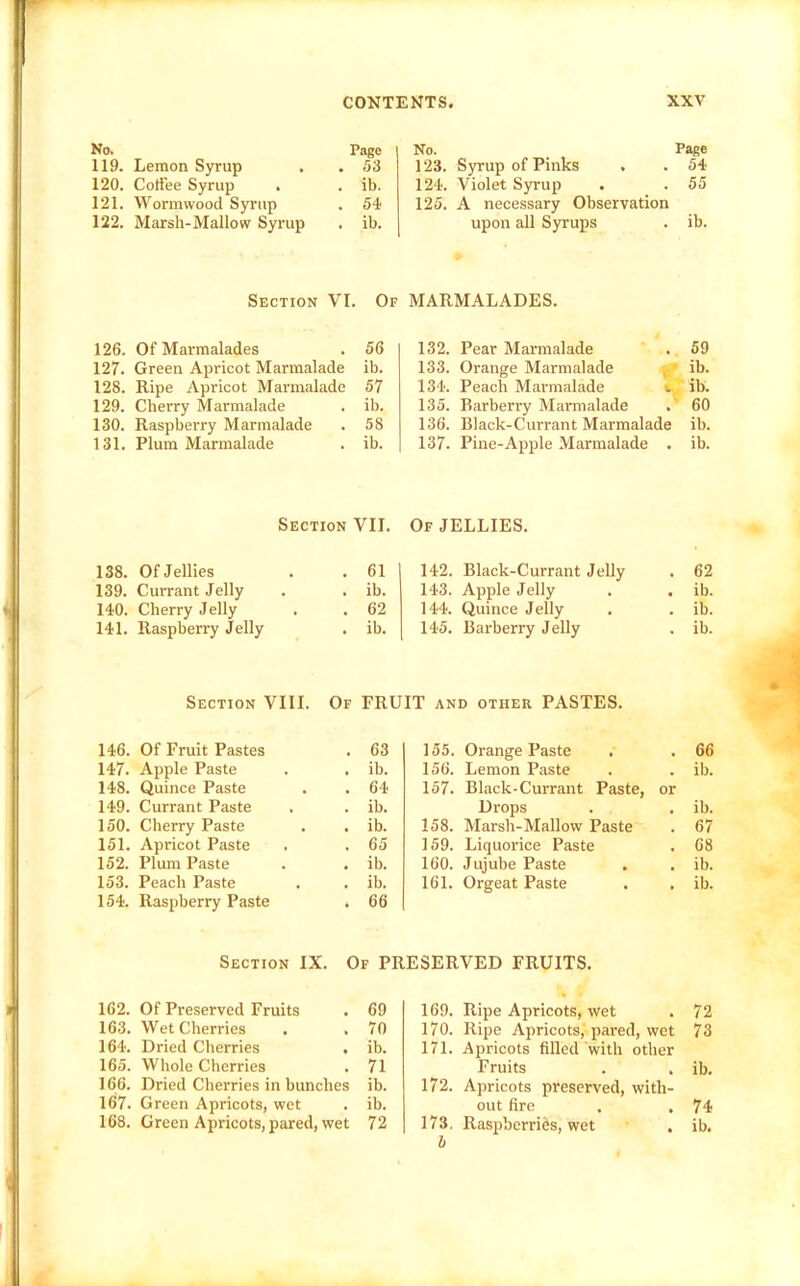 CONTENTS. XXV
No. Page
119. Lemon Syrup . . 53
120. Coffee Syrup . . ib.
121. Wormwood Syrup . 54
122. Marsh-Mallow Syrup . ib.
No. Page
123. Syrup of Pinks . . 54
124. Violet Syrup . . 55
125. A necessary Observation
upon all Syrups . ib.
Section VI. Of MARMALADES.
126. Of Marmalades . 56
127. Green Apricot Marmalade ib.
128. Ripe Apricot Marmalade 57
129. Cherry Marmalade . ib.
130. Raspberry Marmalade . 58
131. Plum Marmalade . ib.
132. Pear Marmalade . 59
133. Orange Marmalade . ib.
134. Peach Marmalade . ib.
135. Barberry Marmalade . 60
136. Black-Currant Marmalade ib.
137. Pine-Apple Marmalade . ib.
Section VII. Of JELLIES.
138. Of Jellies . . 61
139. Currant Jelly . . ib.
140. Cherry Jelly . . 62
141. Raspberry Jelly . ib.
142. Black-Currant Jelly . 62
143. Apple Jelly . . ib.
144. Quince Jelly . . ib.
145. Barberry Jelly . ib.
Section VIII. Of FRUIT and other PASTES.
146. Of Fruit Pastes . 63
147. Apple Paste . . ib.
148. Quince Paste . . 64
149. Currant Paste . . ib.
150. Cherry Paste . . ib.
151. Apricot Paste . . 65
152. Plum Paste . . ib.
153. Peach Paste . . ib.
154. Raspberry Paste . 66
155. Orange Paste . . 66
156. Lemon Paste . . ib.
157. Black-Currant Paste, or
Drops . . ib.
158. Marsh-Mallow Paste . 67
159. Liquorice Paste . 68
160. Jujube Paste . . ib.
161. Orgeat Paste . . ib.
Section IX. Of PRESERVED FRUITS.
162. Of Preserved Fruits . 69
163. Wet Cherries . . 70
164. Dried Cherries . ib.
165. Whole Cherries . 71
166. Dried Cherries in bunches ib.
167. Green Apricots, wet . ib.
168. Green Apricots, pared, wet 72
169. Ripe Apricots, wet . 72
170. Ripe Apricots, pared, wet 73
171. Apricots filled with other
Fruits . . ib.
172. Apricots preserved, with-
out fire . . 74
173. Raspberriès, wet . ib.
b